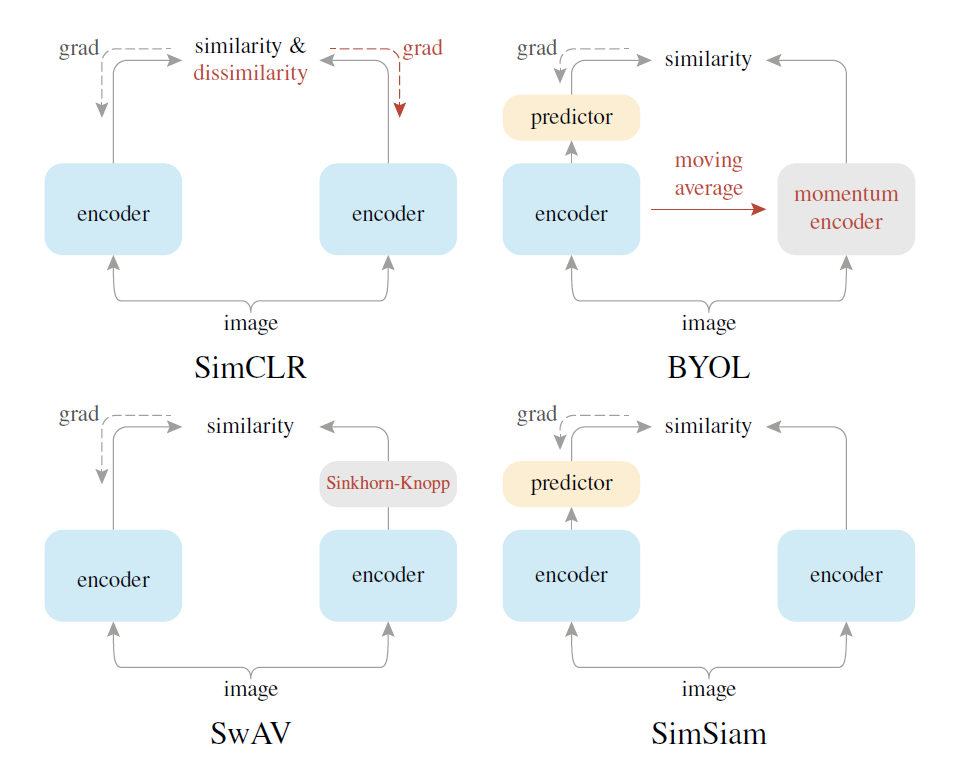 grad
similarity &
dissimilarity
grad
encoder
encoder
image
SimCLR
grad
similarity
predictor
encoder
moving
average
momentum
encoder
image
BYOL
grad
similarity
Sinkhorn-Knopp
encoder
encoder
image
SwAV
grad
similarity
predictor
encoder
encoder
image
SimSiam